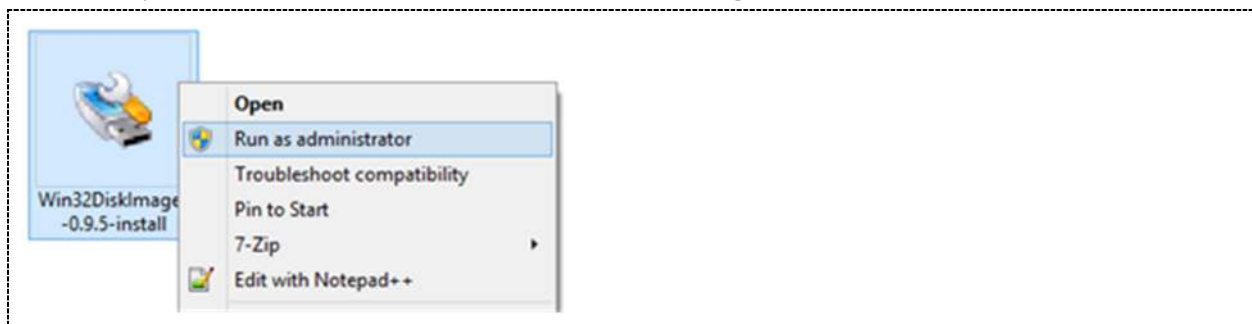 Win32DiskImage
-0.9.5-install
Open
Run as administrator
Troubleshoot compatibility
Pin to Start
7-Zip
Edit with Notepad++